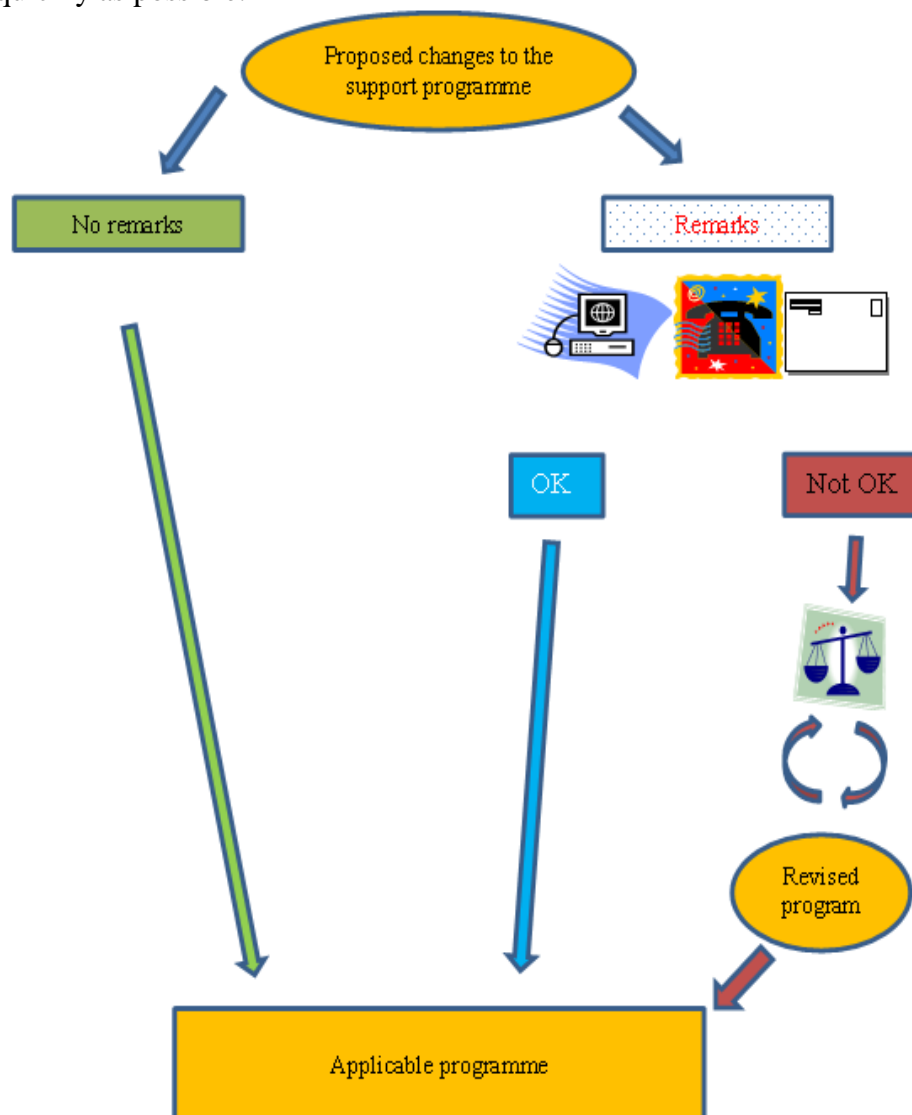 Proposed changes to the
support programme
No remarks
Remarks
OK
Not OK
Revised
program
Applicable programme